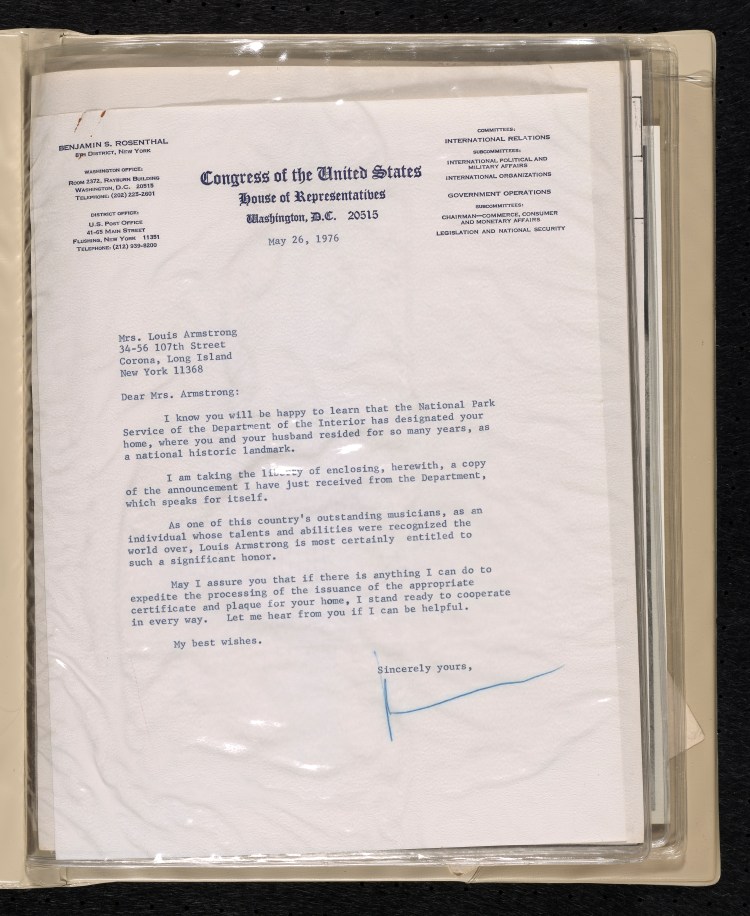 BENJAMIN S. ROSENTHAL
8TH DISTRICT, NEW YORK
WASHINGTON OFFICE:
ROOM 2372, RAYBURN BUILDING
WASHINGTON, D.C. 20515
TELEPHONE: (202) 225-2601
DISTRICT OFFICE:
U.S. POST OFFICE
41-65 MAIN STREET
FLUSHING, NEW YORK 11351
TELEPHONE: (212) 939-8200
Congress of the United States
House of Representatives
Washington, D.C. 20515
May 26, 1976
COMMITTEES:
INTERNATIONAL RELATIONS
SUBCOMMITTEES:
INTERNATIONAL POLITICAL AND
MILITARY AFFAIRS
INTERNATIONAL ORGANIZATIONS
GOVERNMENT OPERATIONS
SUBCOMMITTEES:
CHAIRMAN—COMMERCE, CONSUMER
AND MONETARY AFFAIRS
LEGISLATION AND NATIONAL SECURITY
Mrs. Louis Armstrong
34-56 107th Street
Corona, Long Island
New York 11368
Dear Mrs. Armstrong:
I know you will be happy to learn that the National Park
Service of the Department of the Interior has designated your
home, where you and your husband resided for so many years, as
a national historic landmark.
I am taking the liberty of enclosing, herewith, a copy
of the announcement I have just received from the Department,
which speaks for itself.
As one of this country's outstanding musicians, as an
individual whose talents and abilities were recognized the
world over, Louis Armstrong is most certainly entitled to
such a significant honor.
May I assure you that if there is anything I can do to
expedite the processing of the issuance of the appropriate
certificate and plaque for your home, I stand ready to cooperate
in every way. Let me hear from you if I can be helpful.
My best wishes.
Sincerely yours,